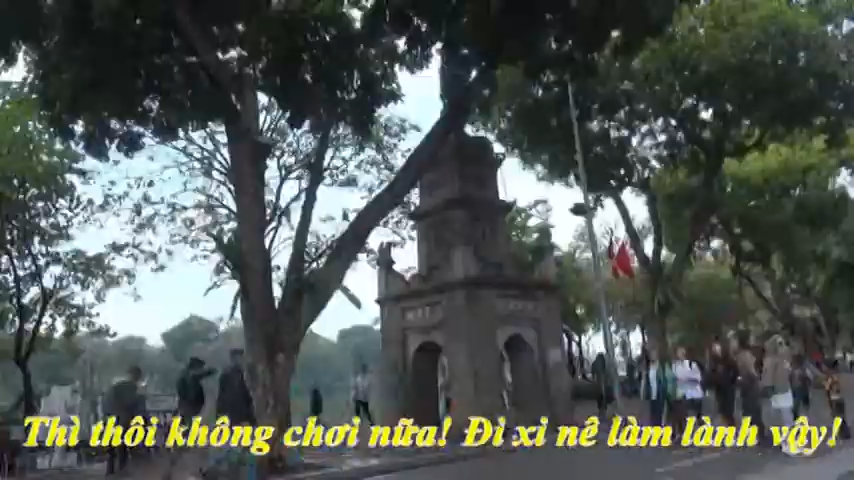 Thì thôi không chơi nữa! Đi xi nê làm lành vậy!